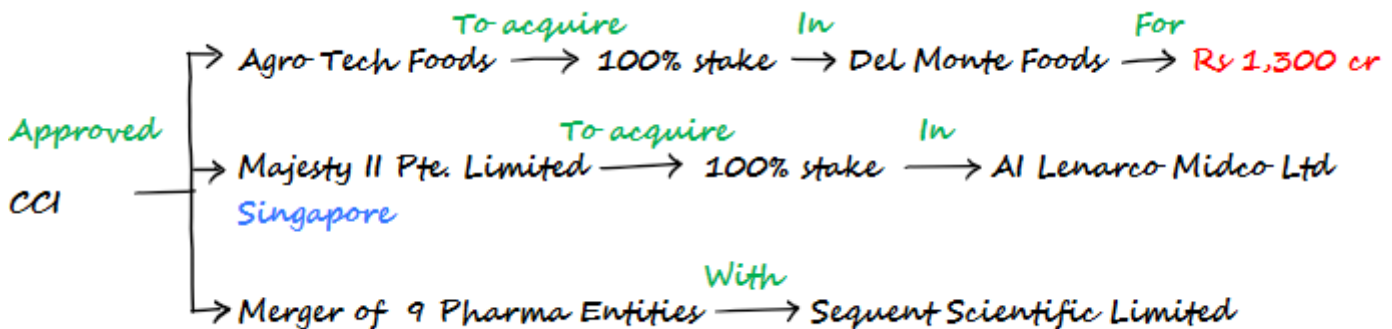 To acquire In For
Agro Tech Foods → 100% stake → Del Monte Foods → Rs 1,300 cr
Approved To acquire In
Majesty II Pte. Limited → 100% stake → AI Lenarco Midco Ltd
CCI Singapore
With
Merger of 9 Pharma Entities → Sequent Scientific Limited